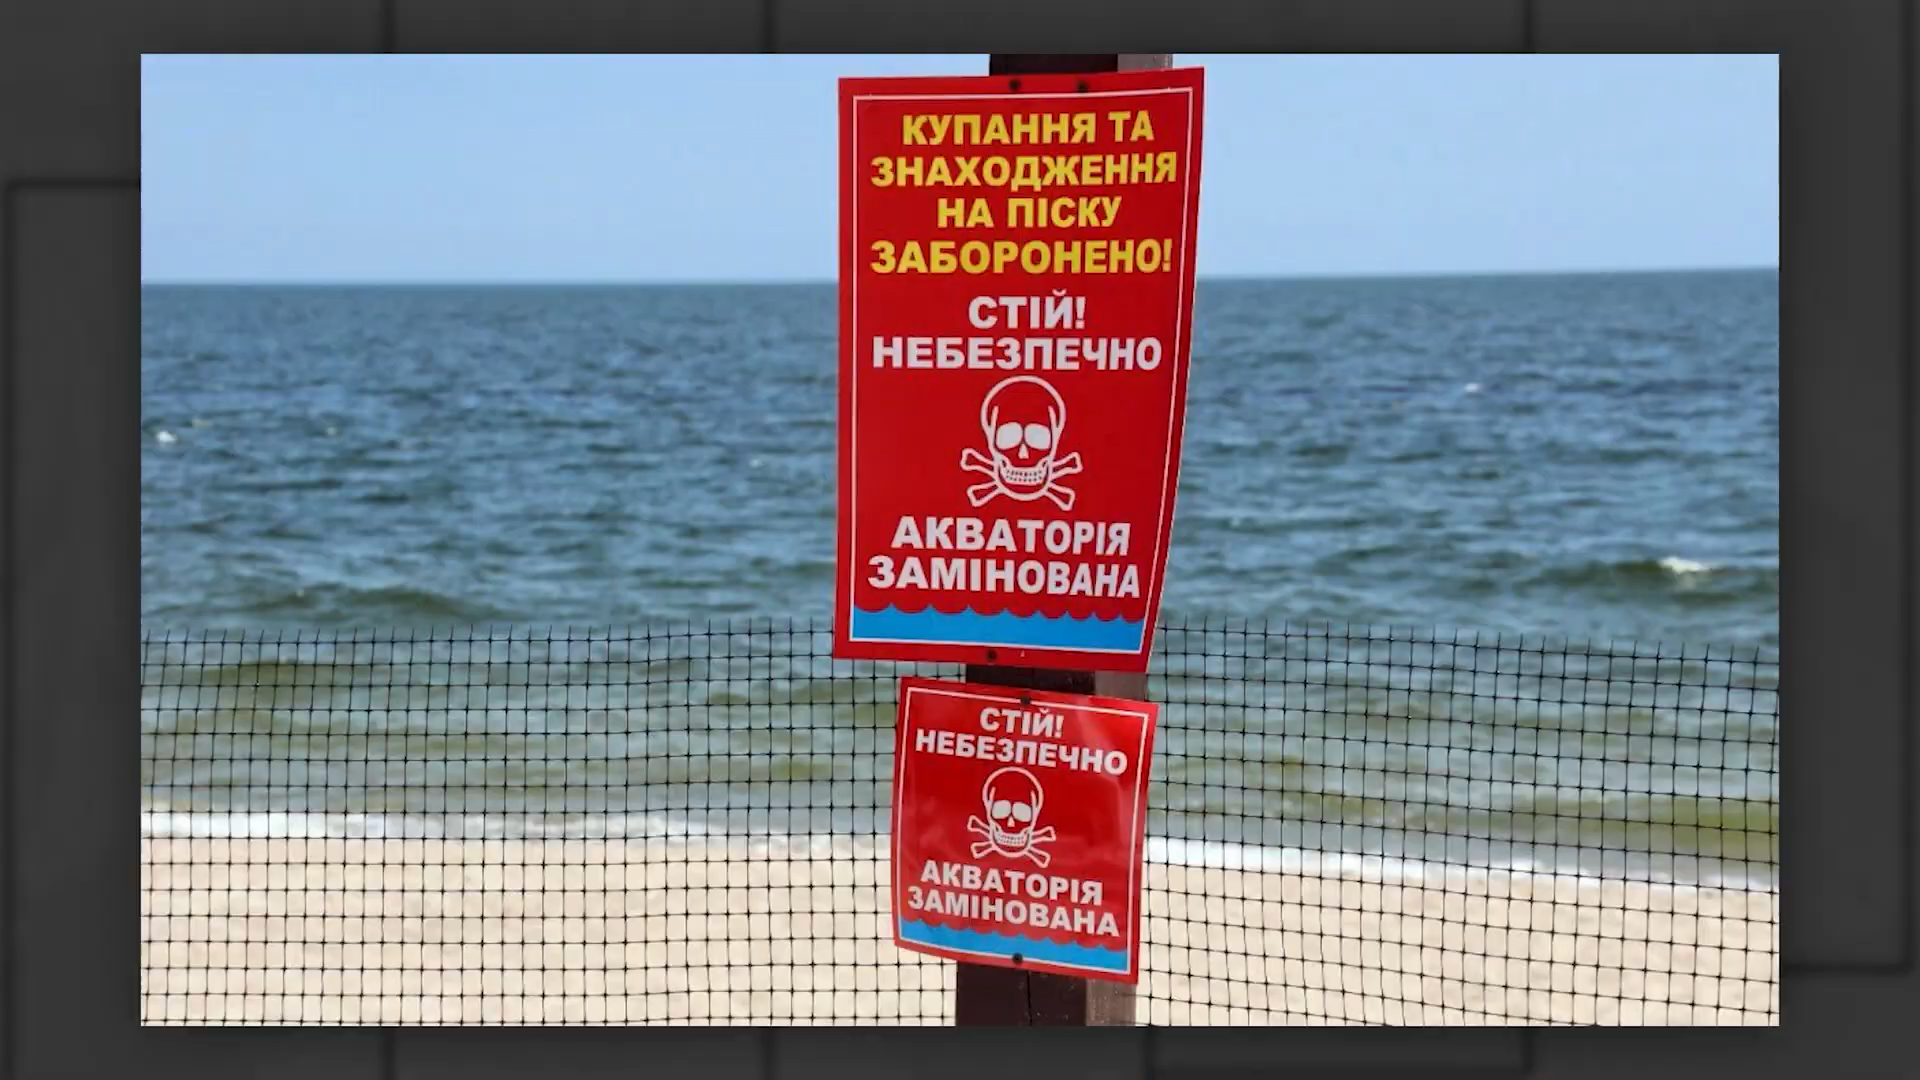 КУПАННЯ ТА
ЗНАХОДЖЕННЯ
НА ПІСКУ
ЗАБОРОНЕНО!
СТІЙ!
НЕБЕЗПЕЧНО
АКВАТОРІЯ
ЗАМІНОВАНА
СТІЙ!
НЕБЕЗПЕЧНО
АКВАТОРІЯ
ЗАМІНОВАНА